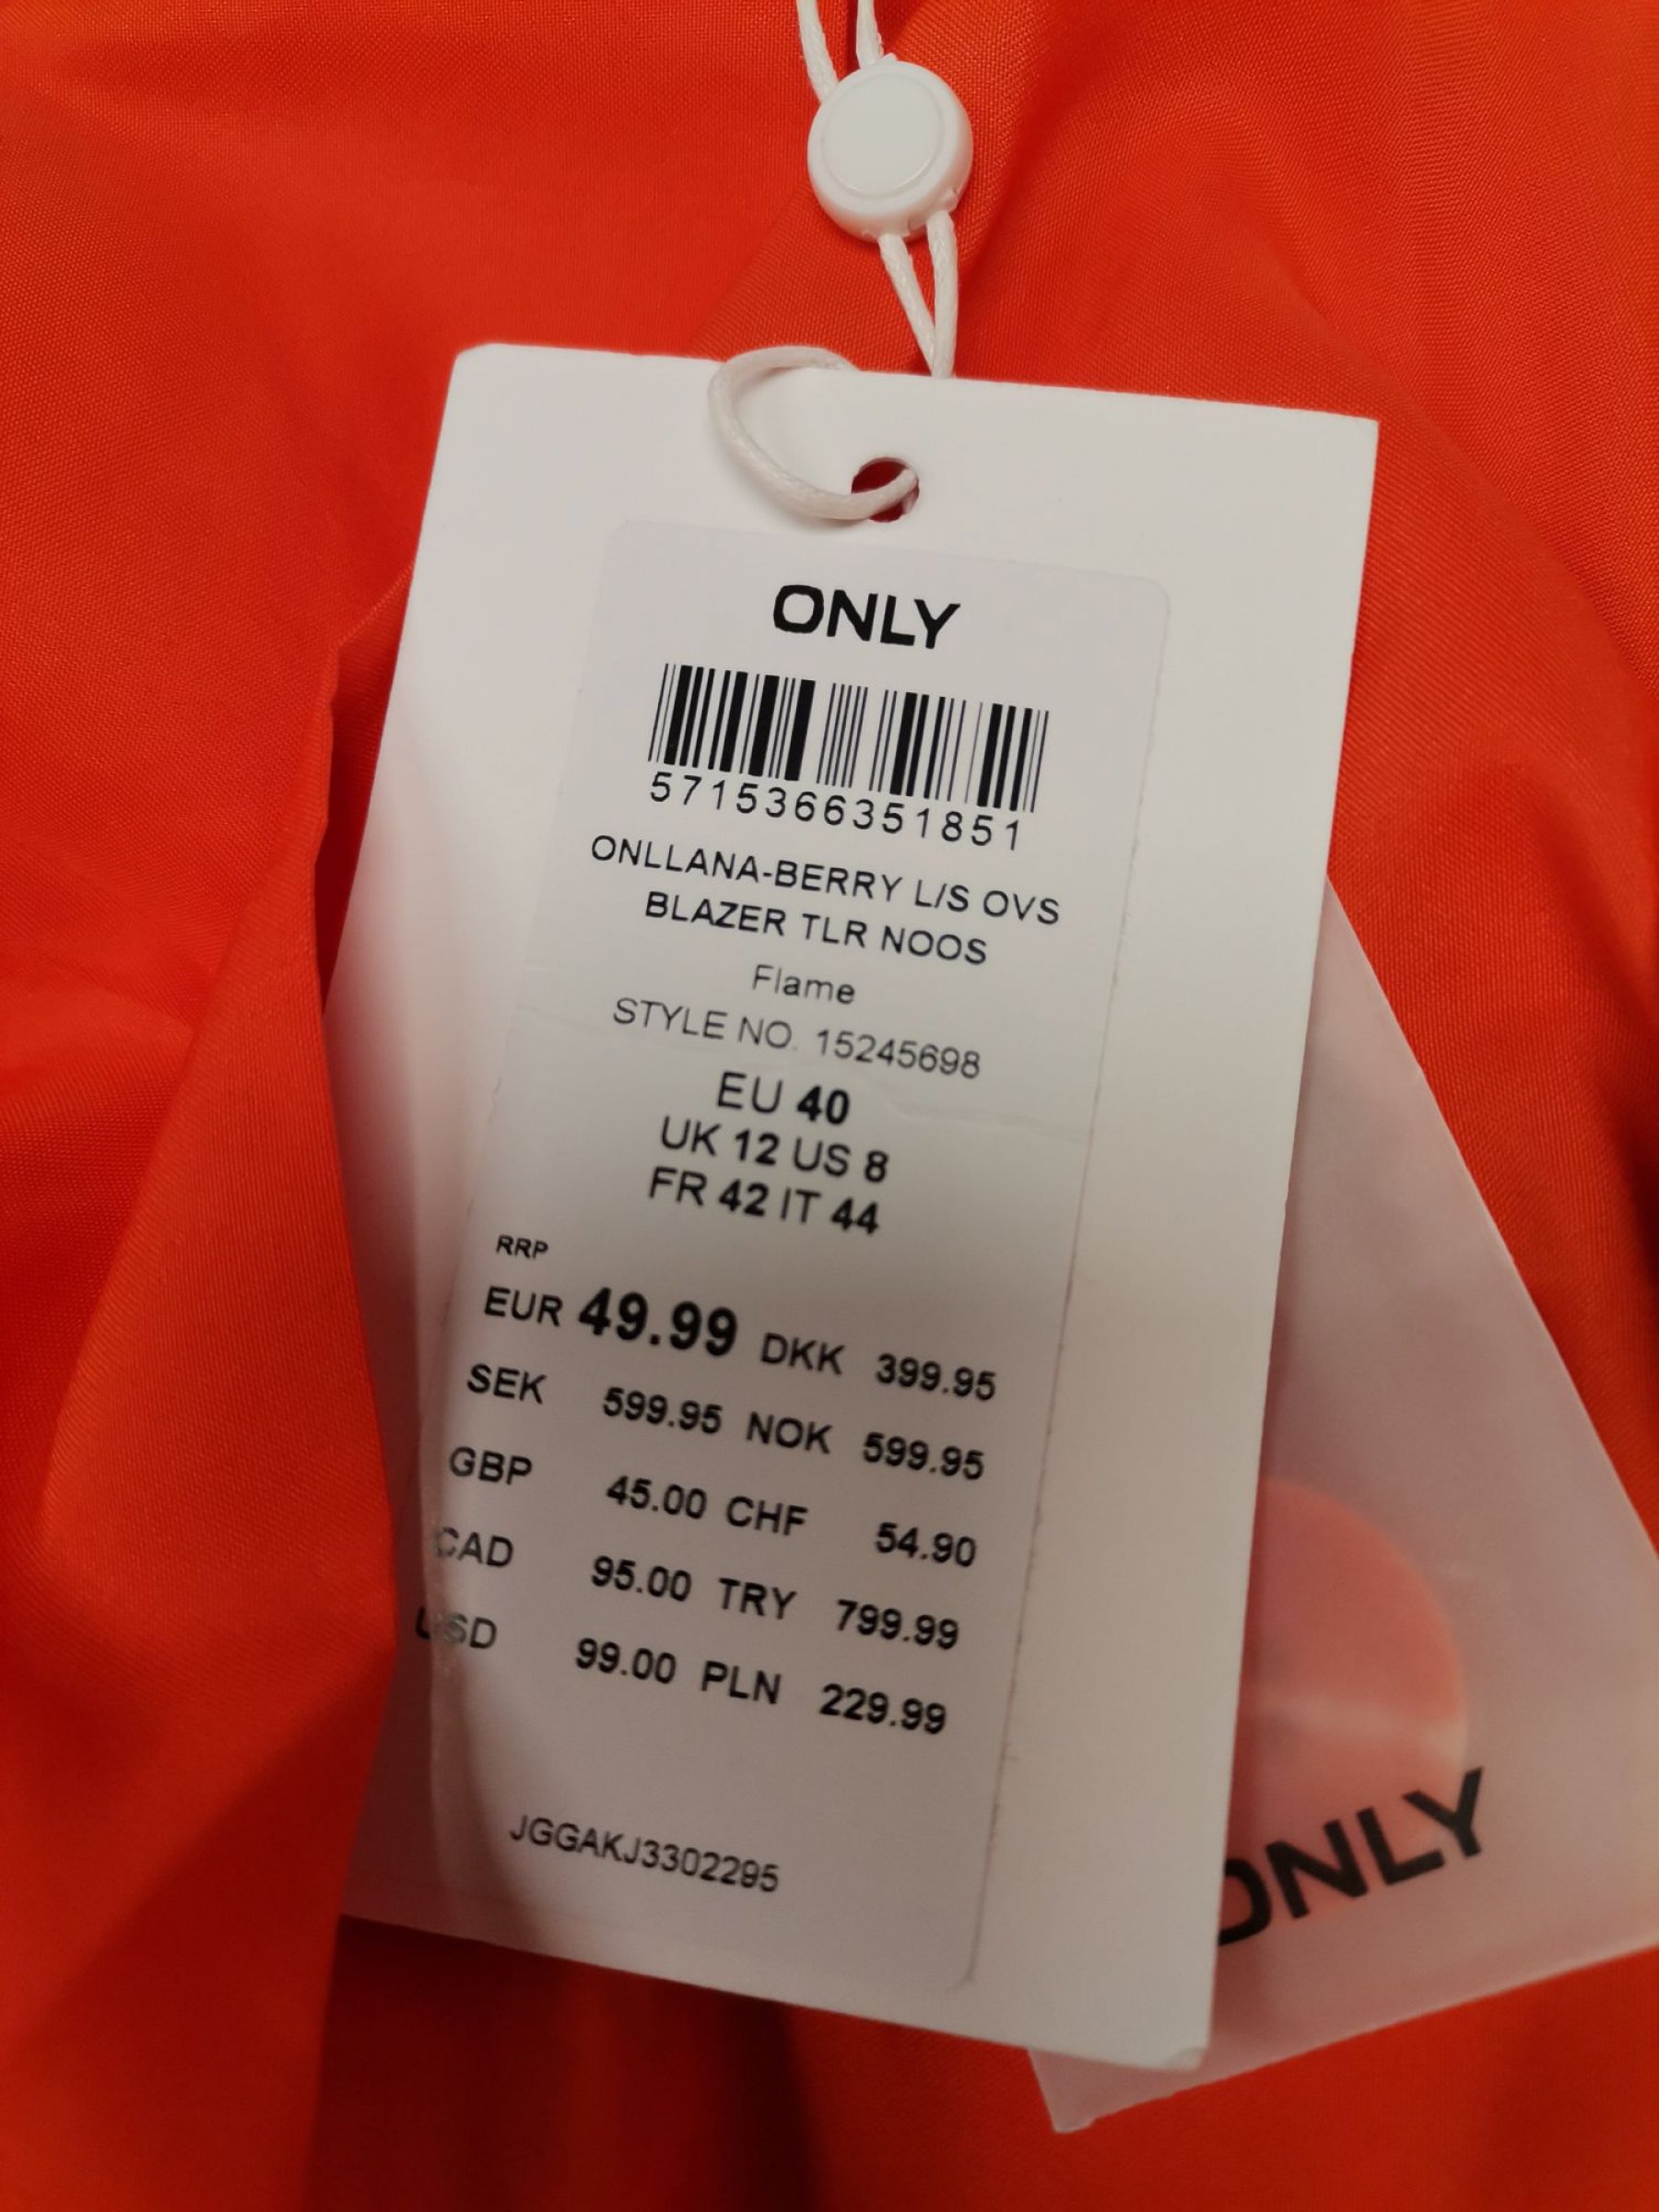 ONLY
5715366351851
ONLLANA-BERRY L/S OVS
BLAZER TLR NOOS
Flame
STYLE NO. 15245698
EU 40
UK 12 US 8
FR 42 IT 44
RRP
EUR 49.99 DKK 399.95
SEK 599.95 NOK 599.95
GBP 45.00 CHF 54.90
CAD 95.00 TRY 799.99
USD 99.00 PLN 229.99
JGGAKJ3302295
ONLY